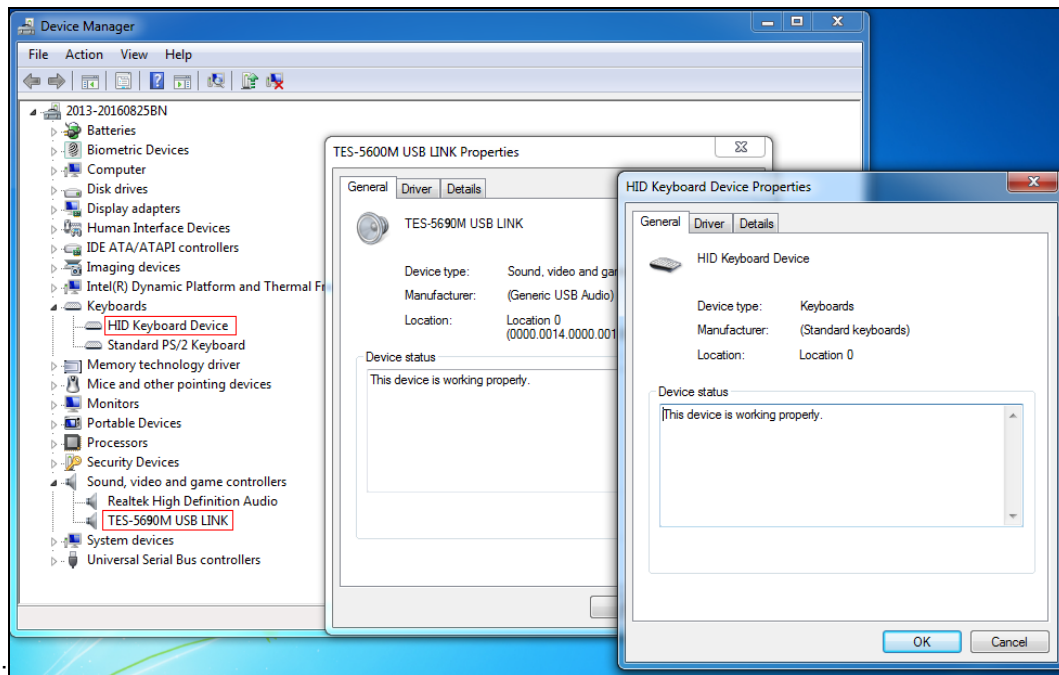 Device Manager
File Action View Help
2013-20160825BN
Batteries
Biometric Devices
Computer
Disk drives
Display adapters
Human Interface Devices
IDE ATA/ATAPI controllers
Imaging devices
Intel(R) Dynamic Platform and Thermal Fr
Keyboards
HID Keyboard Device
Standard PS/2 Keyboard
Memory technology driver
Mice and other pointing devices
Monitors
Portable Devices
Processors
Security Devices
Sound, video and game controllers
Realtek High Definition Audio
TES-5690M USB LINK
System devices
Universal Serial Bus controllers
TES-5600M USB LINK Properties
General Driver Details
TES-5690M USB LINK
Device type: Sound, video and gar
Manufacturer: (Generic USB Audio)
Location: Location 0
(0000.0014.0000.001
Device status
This device is working properly.
HID Keyboard Device Properties
General Driver Details
HID Keyboard Device
Device type: Keyboards
Manufacturer: (Standard keyboards)
Location: Location 0
Device status
This device is working properly.
OK Cancel
.